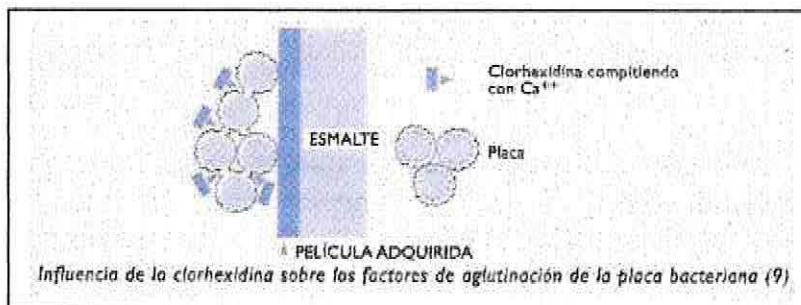 Clorhexidina compitiendo
con Ca⁺⁺
ESMALTE
Placa
PELÍCULA ADQUIRIDA
Influencia de la clorhexidina sobre los factores de aglutinación de la placa bacteriana (9)